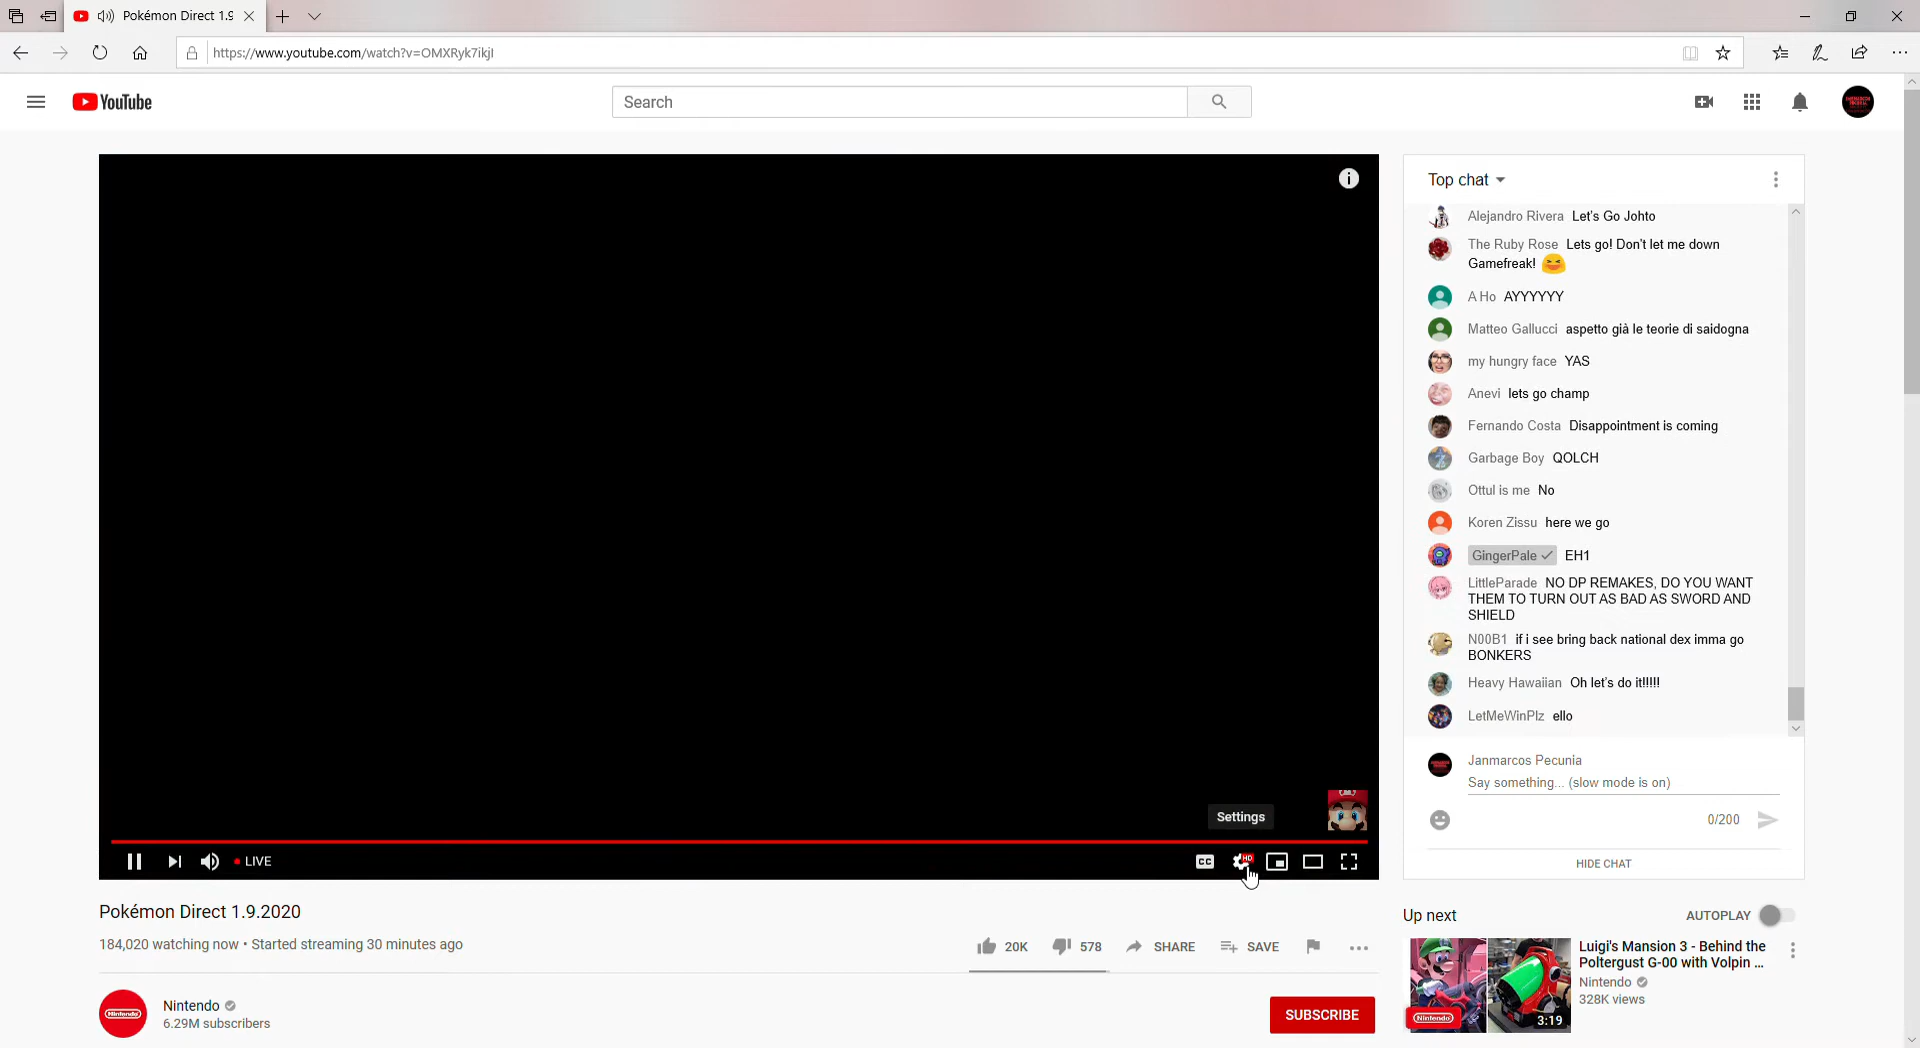 Pokémon Direct 1.9
https://www.youtube.com/watch?v=OMXRyk7ikjI
YouTube
Search
Top chat
Alejandro Rivera Let's Go Johto
The Ruby Rose Lets go! Don't let me down
Gamefreak!
A Ho AYYYYYY
Matteo Gallucci aspetto già le teorie di saidogna
my hungry face YAS
Anevi lets go champ
Fernando Costa Disappointment is coming
Garbage Boy QOLCH
Ottul is me No
Koren Zissu here we go
GingerPale EH1
LittleParade NO DP REMAKES, DO YOU WANT
THEM TO TURN OUT AS BAD AS SWORD AND
SHIELD
N00B1 if i see bring back national dex imma go
BONKERS
Heavy Hawaiian Oh let's do it!!!!!
LetMeWinPlz ello
Janmarcos Pecunia
Say something... (slow mode is on)
0/200
HIDE CHAT
Settings
LIVE
CC
HD
Pokémon Direct 1.9.2020
184,020 watching now • Started streaming 30 minutes ago
20K
578
SHARE
SAVE
Nintendo
Nintendo
6.29M subscribers
SUBSCRIBE
Up next
AUTOPLAY
Luigi's Mansion 3 - Behind the
Poltergust G-00 with Volpin ...
Nintendo
328K views
Nintendo
3:19